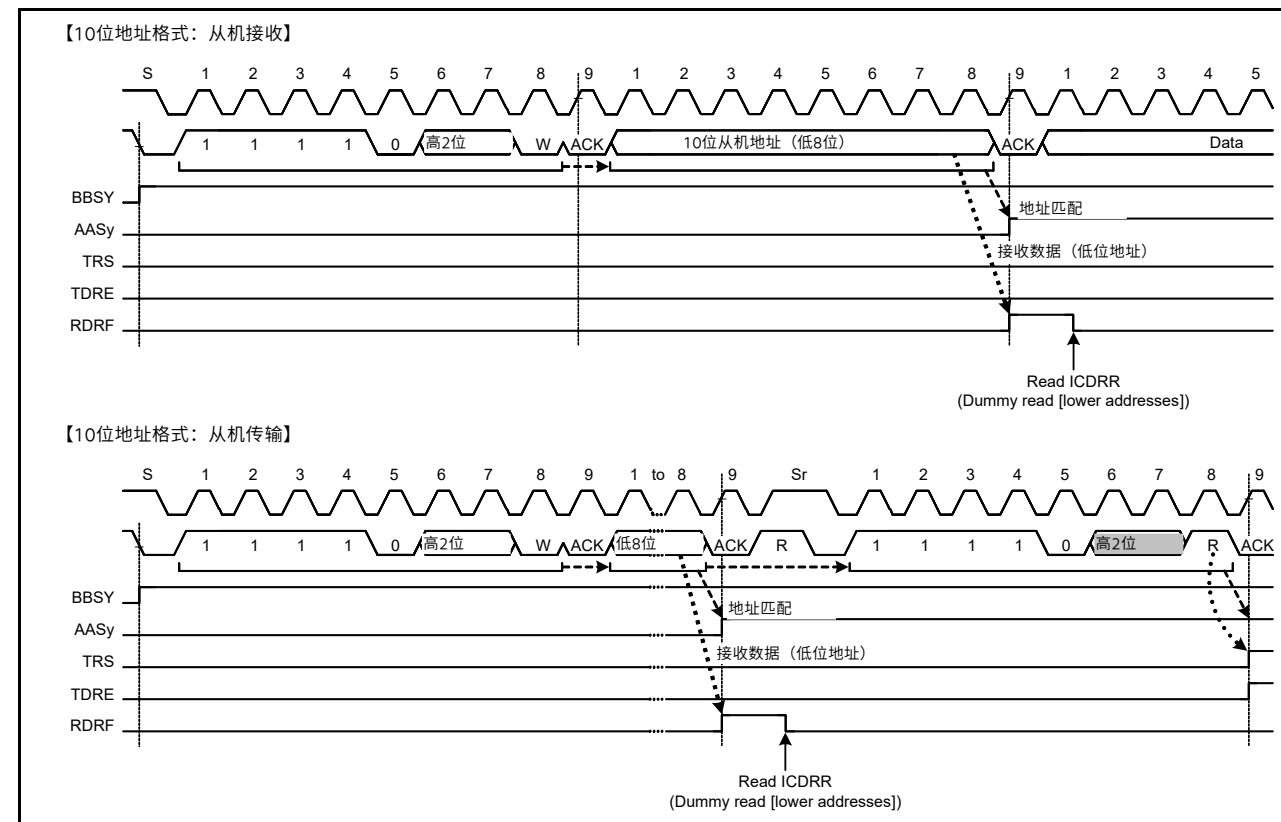 【10位地址格式：从机接收】
S 1 2 3 4 5 6 7 8 9 1 2 3 4 5 6 7 8 9 1 2 3 4 5
1 1 1 1 0 高2位 W ACK 10位从机地址（低8位） ACK Data
BBSY
AASy 地址匹配
TRS 接收数据（低位地址）
TDRE
RDRF
Read ICDRR
(Dummy read [lower addresses])
【10位地址格式：从机传输】
S 1 2 3 4 5 6 7 8 9 1 to 8 9 Sr 1 2 3 4 5 6 7 8 9
1 1 1 1 0 高2位 W ACK 低8位 ACK R 1 1 1 1 0 高2位 R ACK
BBSY
AASy 地址匹配
TRS 接收数据（低位地址）
TDRE
RDRF
Read ICDRR
(Dummy read [lower addresses])